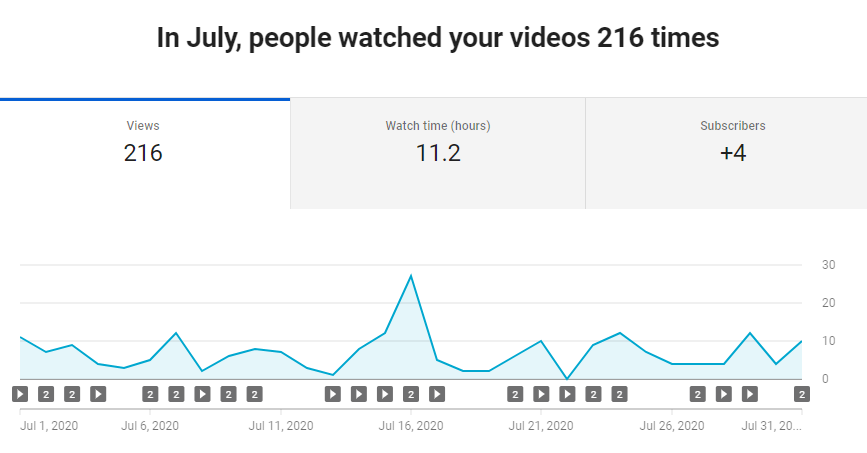 In July, people watched your videos 216 times
Views Watch time (hours) Subscribers
216 11.2 +4
30
20
10
0
2 2 2 2 2 2 2 2 2 2 2 2
Jul 1, 2020 Jul 6, 2020 Jul 11, 2020 Jul 16, 2020 Jul 21, 2020 Jul 26, 2020 Jul 31, 20...